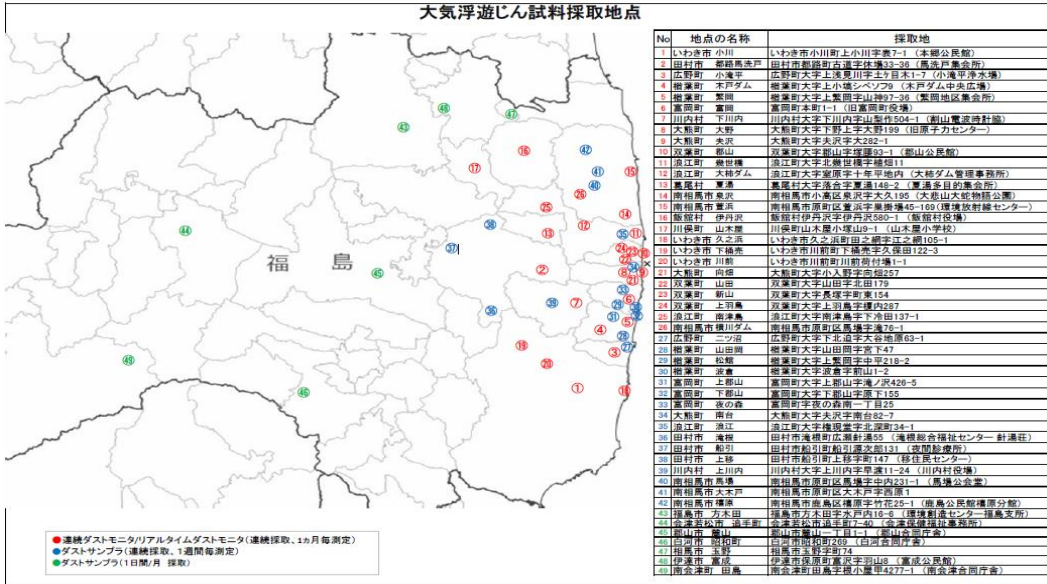 大気浮遊じん試料採取地点
福島
●連続ダストモニタ/リアルタイムダストモニタ(連続採取、1ヵ月毎測定)
●ダストサンプラ(連続採取、1週間毎測定)
●ダストサンプラ(1日間/月 採取)
No 地点の名称 採取地
1 いわき市 小川 いわき市小川町上小川字表7-1 (本郷公民館)
2 田村市 都路馬洗戸 田村市都路町古道字休場33-36 (馬洗戸集会所)
3 広野町 小滝平 広野町大字上浅見川字土ヶ目木1-7 (小滝平浄水場)
4 楢葉町 木戸ダム 楢葉町大字上小塙シベソ79 (木戸ダム中央広場)
5 楢葉町 繁岡 楢葉町大字上繁岡字山神97-36 (繁岡地区集会所)
6 富岡町 富岡 富岡町本町1-1 (旧富岡町役場)
7 川内村 下川内 川内村大字下川内字山梨作504-1 (割山電波時計脇)
8 大熊町 大野 大熊町大字下野上字大野199 (旧原子力センター)
9 大熊町 夫沢 大熊町大字夫沢字大282-1
10 双葉町 郡山 双葉町大字郡山字塚腰93-1 (郡山公民館)
11 浪江町 幾世橋 浪江町大字北幾世橋字植畑11
12 浪江町 大柿ダム 浪江町大字室原字十年平地内 (大柿ダム管理事務所)
13 葛尾村 夏湯 葛尾村大字落合字夏湯148-2 (夏湯多目的集会所)
14 南相馬市 泉沢 南相馬市小高区泉沢字大久195 (大悲山大蛇物語公園)
15 南相馬市 萱浜 南相馬市原町区萱浜字巣掛場45-169 (環境放射線センター)
16 飯舘村 伊丹沢 飯舘村伊丹沢字伊丹沢580-1 (飯舘村役場)
17 川俣町 山木屋 川俣町山木屋小塚山9-1 (山木屋小学校)
18 いわき市 久之浜 いわき市久之浜町田之網字江之網105-1
19 いわき市 下桶売 いわき市川前町下桶売字久保田122-3
20 いわき市 川前 いわき市川前町川前荷付場1-1
21 大熊町 向畑 大熊町大字小入野字向畑257
22 双葉町 山田 双葉町大字山田字北田179
23 双葉町 新山 双葉町大字長塚字町東154
24 双葉町 上羽鳥 双葉町大字上羽鳥字榎内287
25 浪江町 南津島 浪江町大字南津島字下冷田137-1
26 南相馬市 横川ダム 南相馬市原町区馬場字滝76-1
27 広野町 二ツ沼 広野町大字下北迫字大谷地原63-1
28 楢葉町 山田岡 楢葉町大字山田岡字宮下47
29 楢葉町 松館 楢葉町大字上繁岡字中平218-2
30 楢葉町 波倉 楢葉町大字波倉字前山1-2
31 富岡町 上郡山 富岡町大字上郡山字滝ノ沢426-5
32 富岡町 下郡山 富岡町大字下郡山字原下155
33 富岡町 夜の森 富岡町字夜の森南一丁目25
34 大熊町 南台 大熊町大字夫沢字南台82-7
35 浪江町 浪江 浪江町大字権現堂字北深町34-1
36 田村市 滝根 田村市滝根町広瀬針湯55 (滝根総合福祉センター 針湯荘)
37 田村市 船引 田村市船引町船引源次郎131 (夜間診療所)
38 田村市 上移 田村市船引町上移字町147 (移住民センター)
39 川内村 上川内 川内村大字上川内字早渡11-24 (川内村役場)
40 南相馬市 馬場 南相馬市原町区馬場字中内231-1 (馬場公会堂)
41 南相馬市 大木戸 南相馬市原町区大木戸字西原1
42 南相馬市 橲原 南相馬市鹿島区橲原字竹花25-1 (鹿島公民館橲原分館)
43 福島市 方木田 福島市方木田字水戸内16-6 (環境創造センター福島支所)
44 会津若松市 追手町 会津若松市追手町7-40 (会津保健福祉事務所)
45 郡山市 麓山 郡山市麓山一丁目1-1 (郡山合同庁舎)
46 白河市 昭和町 白河市昭和町269 (白河合同庁舎)
47 相馬市 玉野 相馬市玉野字町74
48 伊達市 富成 伊達市保原町富沢字羽山8 (富成公民館)
49 南会津町 田島 南会津町田島字根小屋甲4277-1 (南会津合同庁舎)